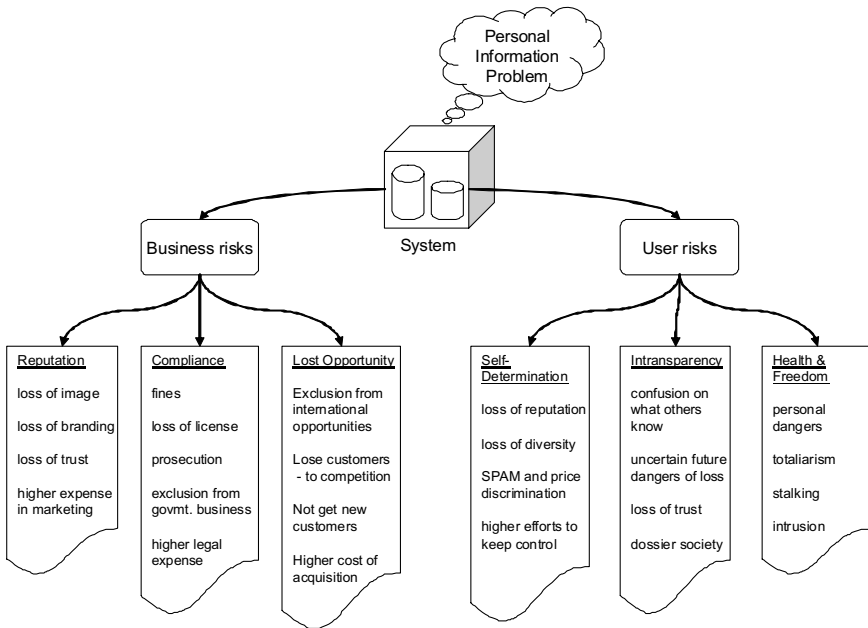 Personal
Information
Problem
System
Business risks
User risks
Reputation
loss of image
loss of branding
loss of trust
higher expense
in marketing
Compliance
fines
loss of license
prosecution
exclusion from
govmt. business
higher legal
expense
Lost Opportunity
Exclusion from
international
opportunities
Lose customers
- to competition
Not get new
customers
Higher cost of
acquisition
Self-
Determination
loss of reputation
loss of diversity
SPAM and price
discrimination
higher efforts to
keep control
Intransparency
confusion on
what others
know
uncertain future
dangers of loss
loss of trust
dossier society
Health &
Freedom
personal
dangers
totaliarism
stalking
intrusion